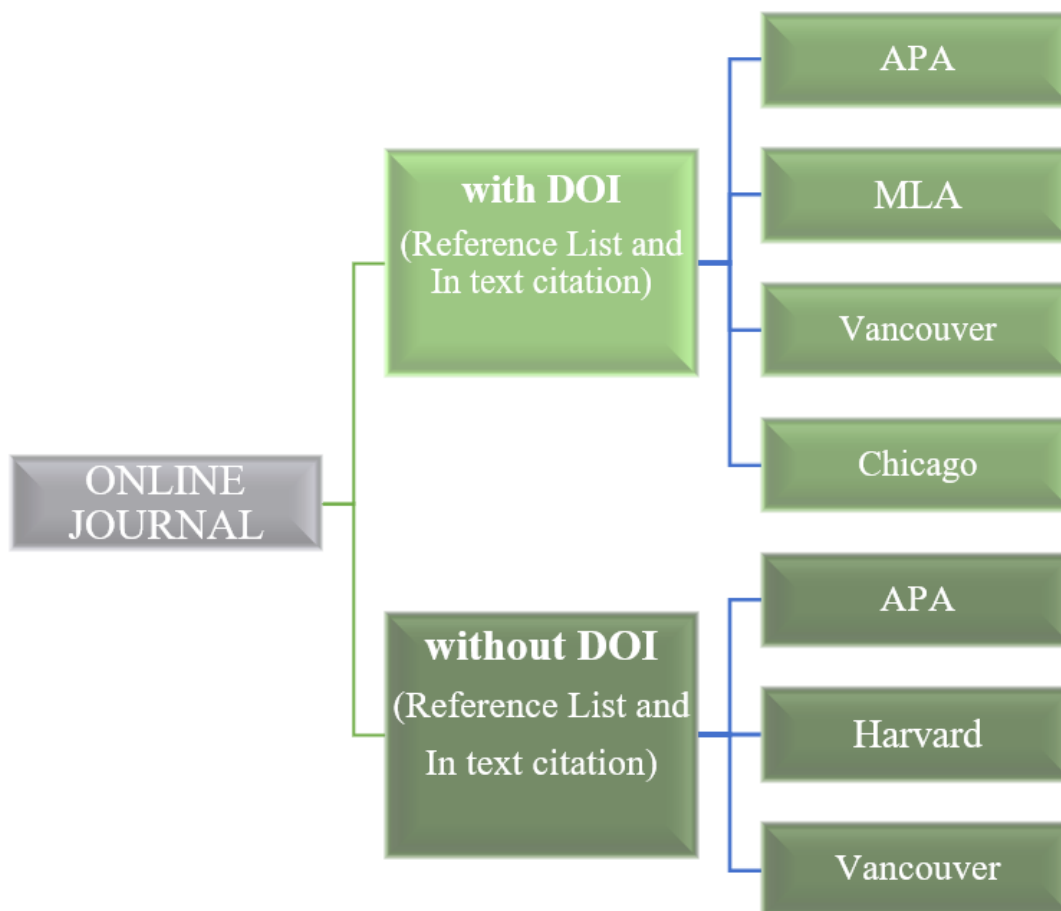 ONLINE
JOURNAL
with DOI
(Reference List and
In text citation)
APA
MLA
Vancouver
Chicago
without DOI
(Reference List and
In text citation)
APA
Harvard
Vancouver